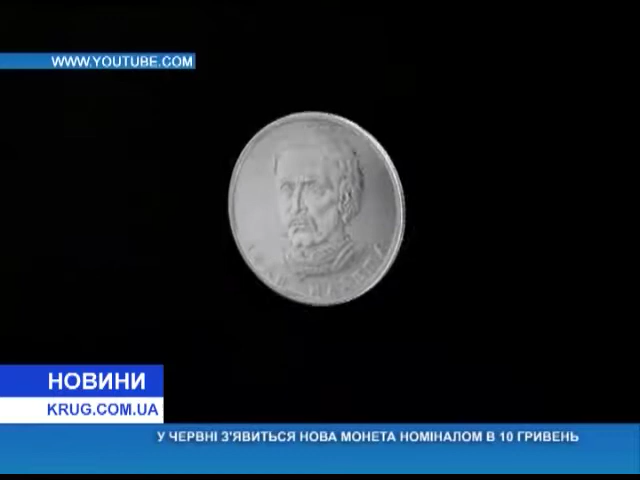 WWW.YOUTUBE.COM
НОВИНИ
KRUG.COM.UA
У ЧЕРВНІ З'ЯВИТЬСЯ НОВА МОНЕТА НОМІНАЛОМ В 10 ГРИВЕНЬ